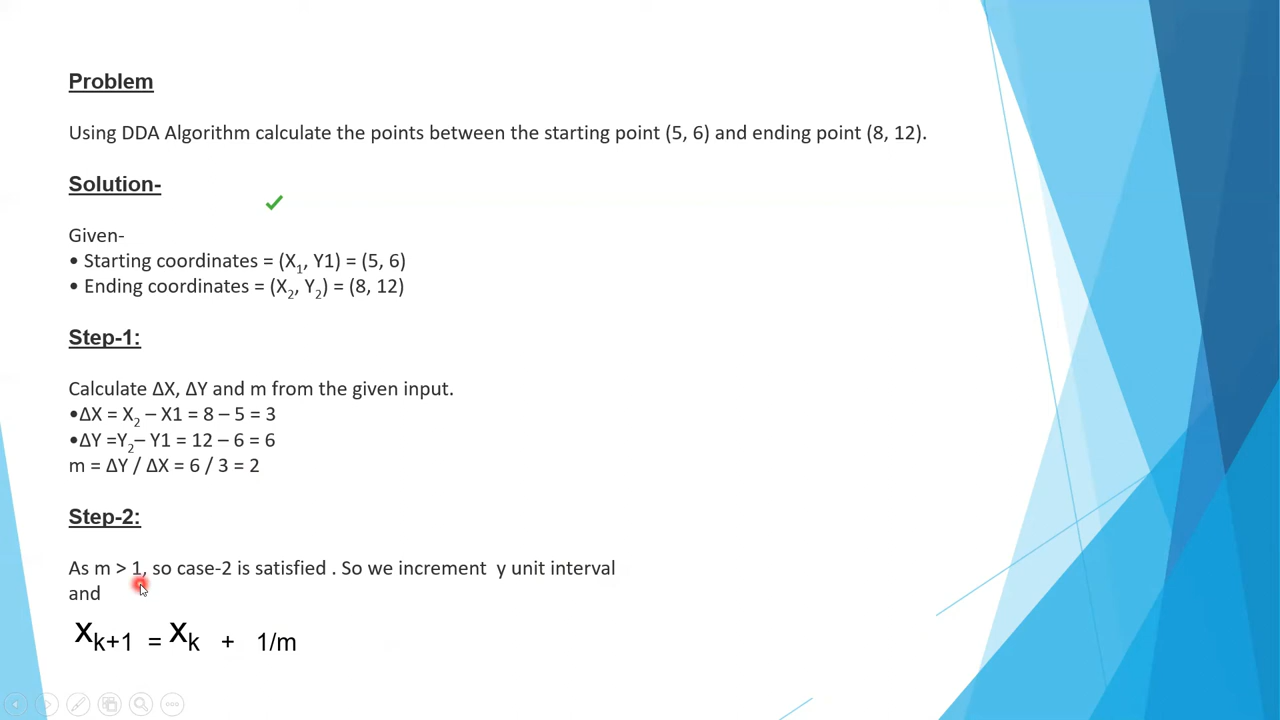 Problem
Using DDA Algorithm calculate the points between the starting point (5, 6) and ending point (8, 12).
Solution-
Given-
• Starting coordinates = (X₁, Y1) = (5, 6)
• Ending coordinates = (X₂, Y₂) = (8, 12)
Step-1:
Calculate ΔX, ΔY and m from the given input.
•ΔX = X₂ – X1 = 8 – 5 = 3
•ΔY =Y₂– Y1 = 12 – 6 = 6
m = ΔY / ΔX = 6 / 3 = 2
Step-2:
As m > 1, so case-2 is satisfied . So we increment y unit interval
and
Xₖ₊₁ = Xₖ + 1/m